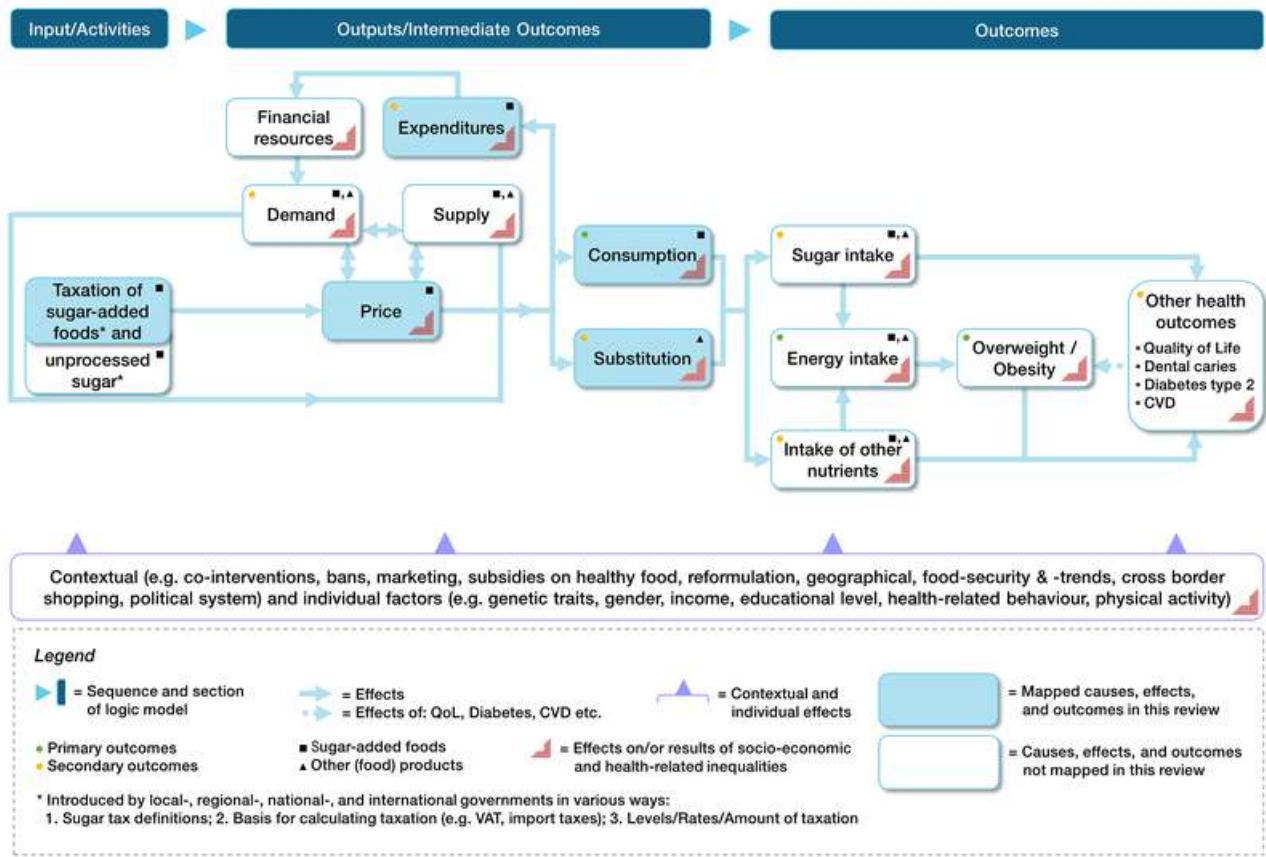 Input/Activities
Outputs/Intermediate Outcomes
Outcomes
Financial
resources
Expenditures
Demand
Supply
Taxation of
sugar-added
foods* and
unprocessed
sugar*
Price
Consumption
Substitution
Sugar intake
Energy intake
Intake of other
nutrients
Overweight /
Obesity
Other health
outcomes
• Quality of Life
• Dental caries
• Diabetes type 2
• CVD
Contextual (e.g. co-interventions, bans, marketing, subsidies on healthy food, reformulation, geographical, food-security & -trends, cross border
shopping, political system) and individual factors (e.g. genetic traits, gender, income, educational level, health-related behaviour, physical activity)
Legend
= Sequence and section
of logic model
= Effects
= Effects of: QoL, Diabetes, CVD etc.
= Contextual and
individual effects
= Mapped causes, effects,
and outcomes in this review
Primary outcomes
Secondary outcomes
Sugar-added foods
Other (food) products
= Effects on/or results of socio-economic
and health-related inequalities
= Causes, effects, and outcomes
not mapped in this review
* Introduced by local-, regional-, national-, and international governments in various ways:
1. Sugar tax definitions; 2. Basis for calculating taxation (e.g. VAT, import taxes); 3. Levels/Rates/Amount of taxation